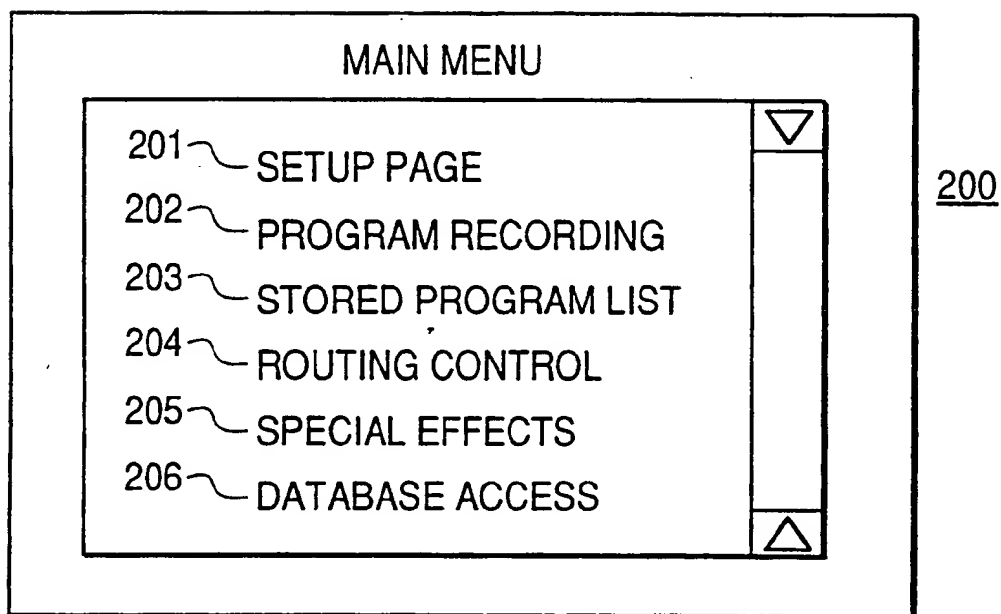 MAIN MENU
201 SETUP PAGE
200
202 PROGRAM RECORDING
203 STORED PROGRAM LIST
204 ROUTING CONTROL
205 SPECIAL EFFECTS
206 DATABASE ACCESS